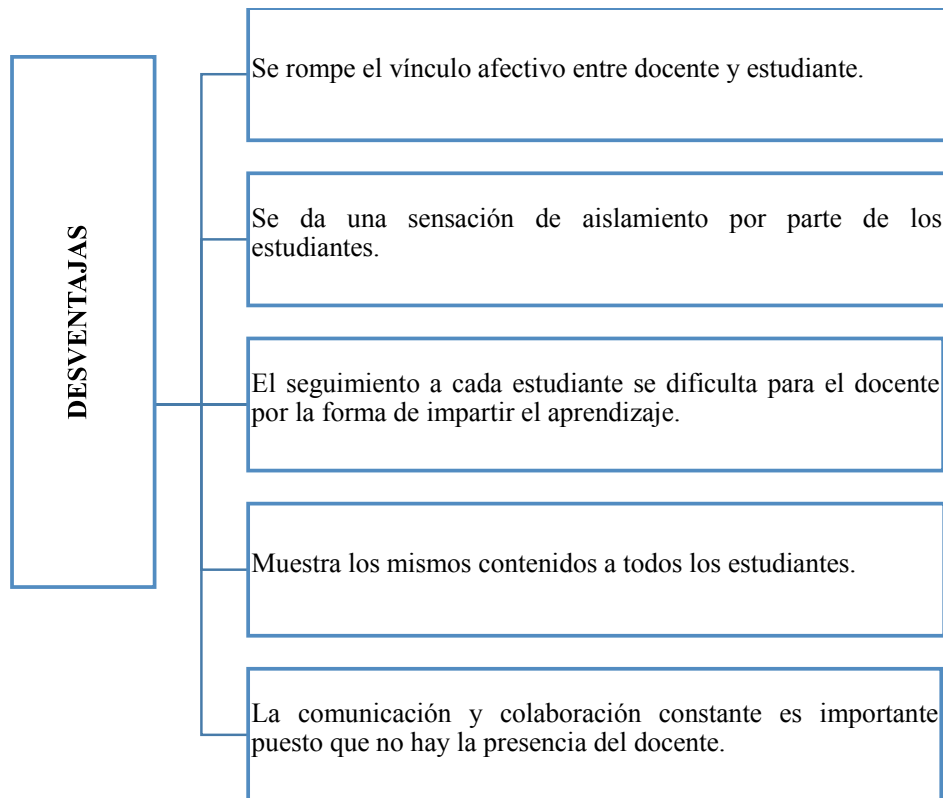 DESVENTAJAS
Se rompe el vínculo afectivo entre docente y estudiante.
Se da una sensación de aislamiento por parte de los
estudiantes.
El seguimiento a cada estudiante se dificulta para el docente
por la forma de impartir el aprendizaje.
Muestra los mismos contenidos a todos los estudiantes.
La comunicación y colaboración constante es importante
puesto que no hay la presencia del docente.